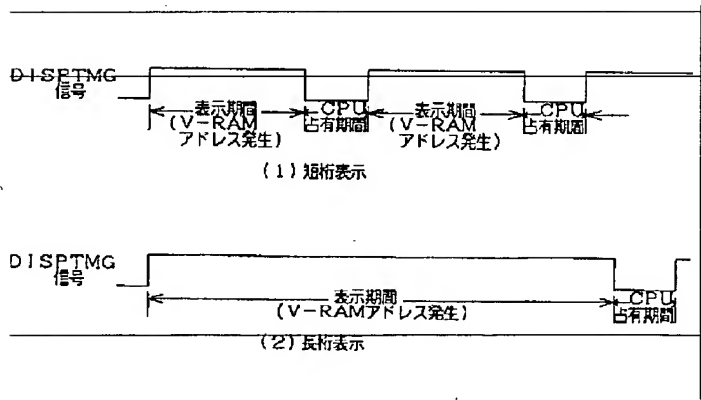 DISPTMG
信号
表示期間
(V-RAM
アドレス発生)
CPU
占有期間
表示期間
(V-RAM
アドレス発生)
CPU
占有期間
(1)短桁表示
DISPTMG
信号
表示期間
(V-RAMアドレス発生)
CPU
占有期間
(2)長桁表示